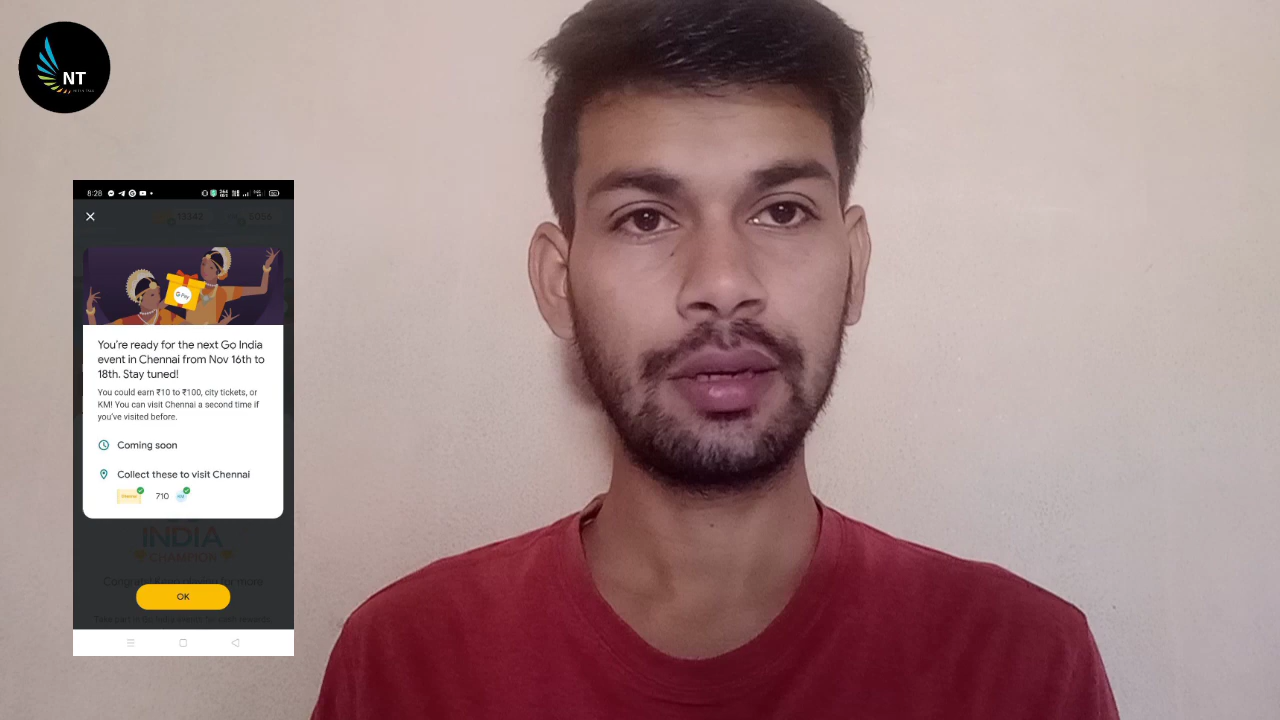 NT
8:28
G Pay
You're ready for the next Go India
event in Chennai from Nov 16th to
18th. Stay tuned!
You could earn ₹10 to ₹100, city tickets, or
KM! You can visit Chennai a second time if
you've visited before.
Coming soon
Collect these to visit Chennai
710
INDIA
CHAMPION
OK